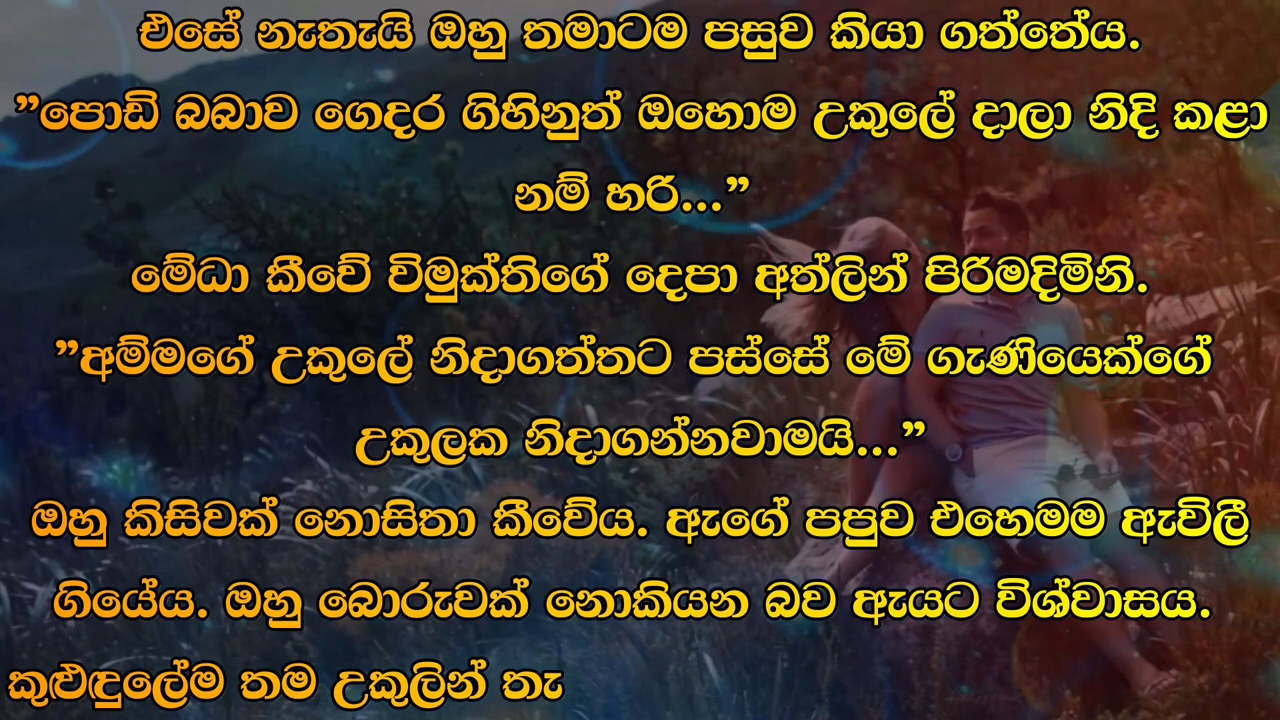 එසේ නැතැයි ඔහු තමාටම පසුව කියා ගත්තේය.
”පොඩි බබාව ගෙදර ගිහිනුත් ඔහොම උකුලේ දාලා නිදි කළා
නම් හරි...”
මේධා කීවේ විමුක්තිගේ දෙපා අත්ලින් පිරිමදිමිනි.
”අම්මගේ උකුලේ නිදාගත්තට පස්සේ මේ ගැණියෙක්ගේ
උකුලක නිදාගන්නවාමයි...”
ඔහු කිසිවක් නොසිතා කීවේය. ඇගේ පපුව එහෙමම ඇවිලී
ගියේය. ඔහු බොරුවක් නොකියන බව ඇයට විශ්වාසය.
කුළුඳුලේම තම උකුලින් තැ